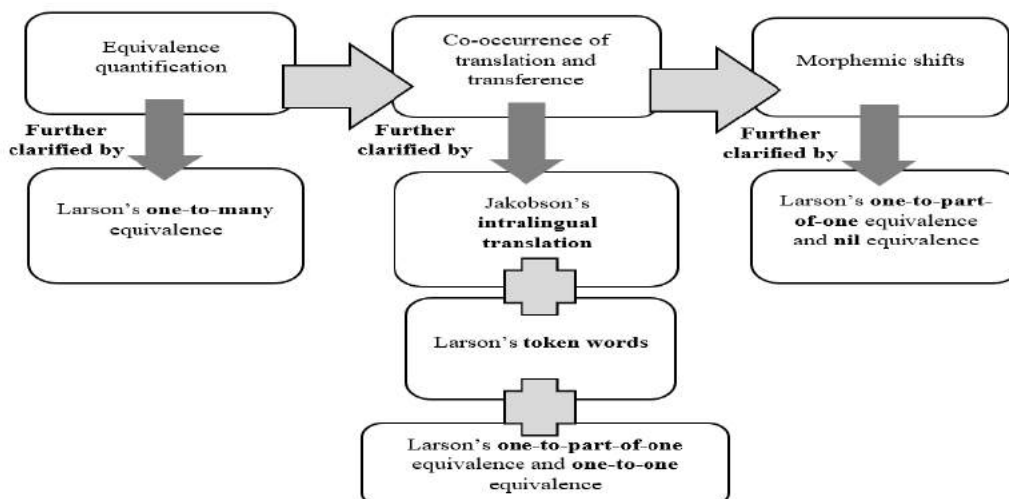 Equivalence
quantification
Co-occurrence of
translation and
transference
Morphemic shifts
Further
clarified by
Further
clarified by
Further
clarified by
Larson's one-to-many
equivalence
Jakobson's
intralingual
translation
Larson's one-to-part-
of-one equivalence
and nil equivalence
Larson's token words
Larson's one-to-part-of-one
equivalence and one-to-one
equivalence